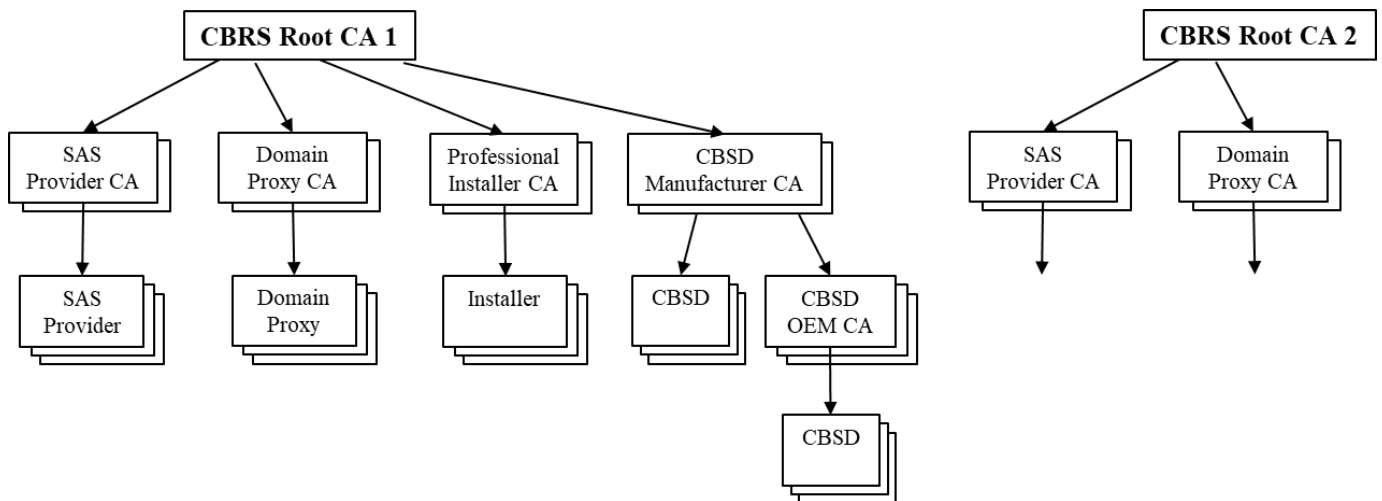 CBRS Root CA 1
CBRS Root CA 2
SAS
Provider CA
Domain
Proxy CA
Professional
Installer CA
CBSD
Manufacturer CA
SAS
Provider CA
Domain
Proxy CA
SAS
Provider
Domain
Proxy
Installer
CBSD
CBSD
OEM CA
CBSD